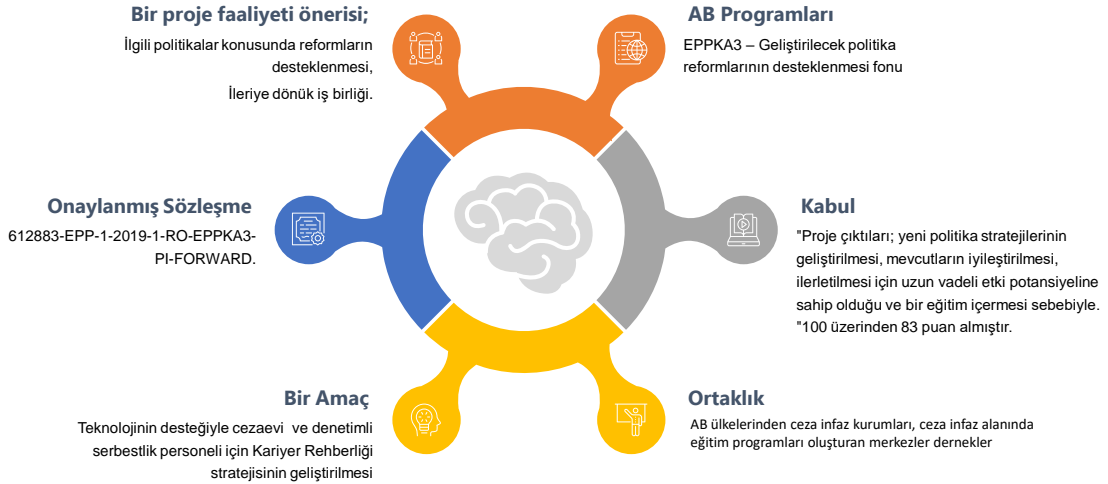 Bir proje faaliyeti önerisi;
İlgili politikalar konusunda reformların
desteklenmesi,
İleriye dönük iş birliği.
AB Programları
EPPKA3 – Geliştirilecek politika
reformlarının desteklenmesi fonu
Onaylanmış Sözleşme
612883-EPP-1-2019-1-RO-EPPKA3-
PI-FORWARD.
Kabul
"Proje çıktıları; yeni politika stratejilerinin
geliştirilmesi, mevcutların iyileştirilmesi,
ilerletilmesi için uzun vadeli etki potansiyeline
sahip olduğu ve bir eğitim içermesi sebebiyle.
"100 üzerinden 83 puan almıştır.
Bir Amaç
Teknolojinin desteğiyle cezaevi ve denetimli
serbestlik personeli için Kariyer Rehberliği
stratejisinin geliştirilmesi
Ortaklık
AB ülkelerinden ceza infaz kurumları, ceza infaz alanında
eğitim programları oluşturan merkezler dernekler